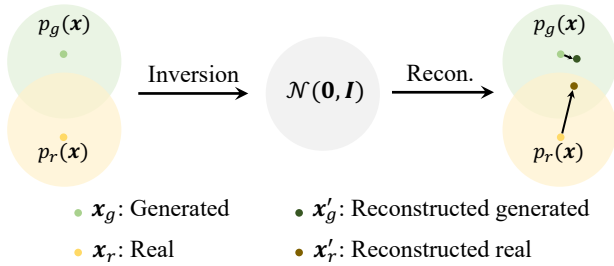 p_g(x)
p_r(x)
Inversion
𝒩(0, I)
Recon.
p_g(x)
p_r(x)
x_g: Generated
x'_g: Reconstructed generated
x_r: Real
x'_r: Reconstructed real